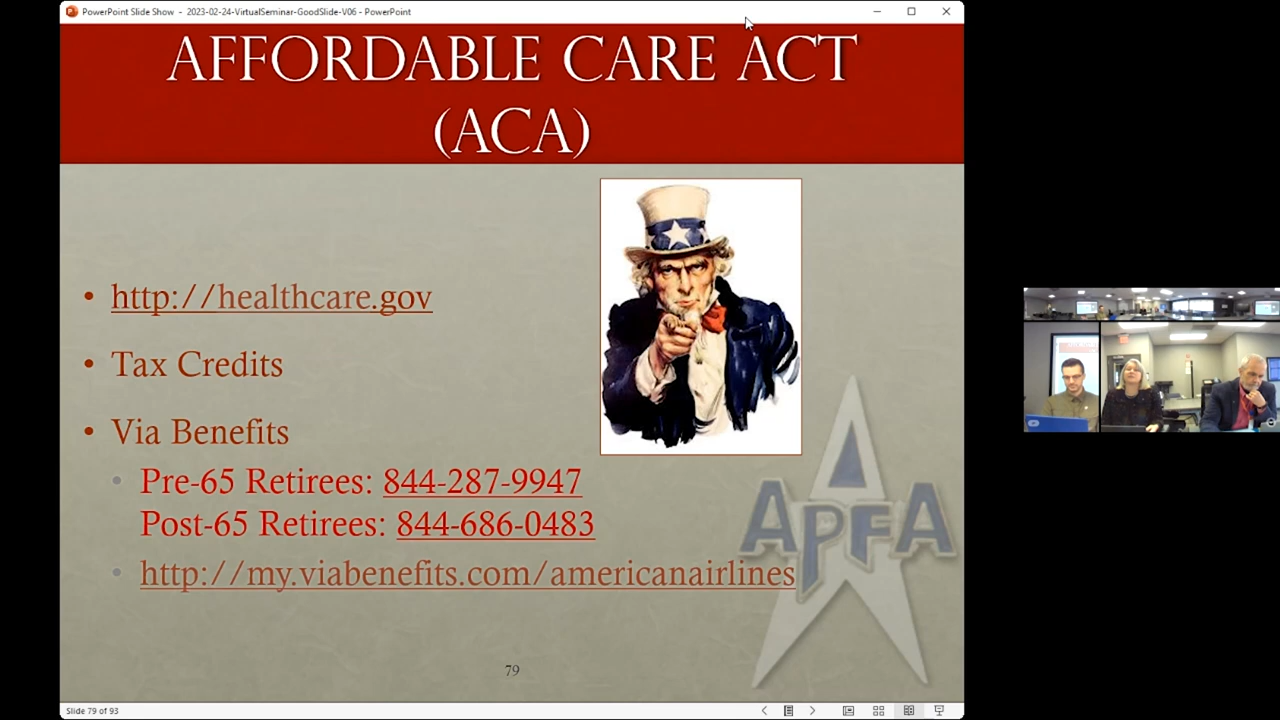 PowerPoint Slide Show - 2023-02-24-VirtualSeminar-GoodSlide-V06 - PowerPoint
AFFORDABLE CARE ACT
(ACA)
• http://healthcare.gov
• Tax Credits
• Via Benefits
• Pre-65 Retirees: 844-287-9947
Post-65 Retirees: 844-686-0483
• http://my.viabenefits.com/americanairlines
APFA
79
Slide 79 of 93